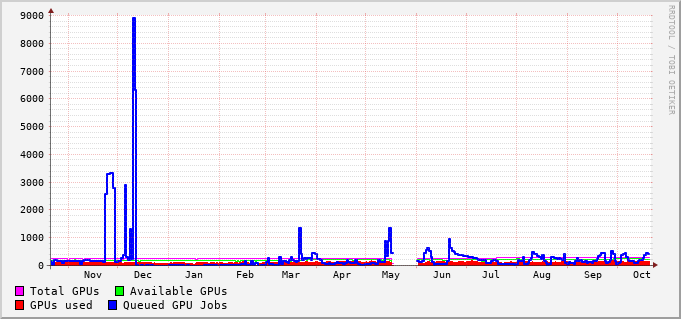 RRDTOOL / TOBI OETIKER
9000
8000
7000
6000
5000
4000
3000
2000
1000
0
Nov Dec Jan Feb Mar Apr May Jun Jul Aug Sep Oct
Total GPUs Available GPUs
GPUs used Queued GPU Jobs